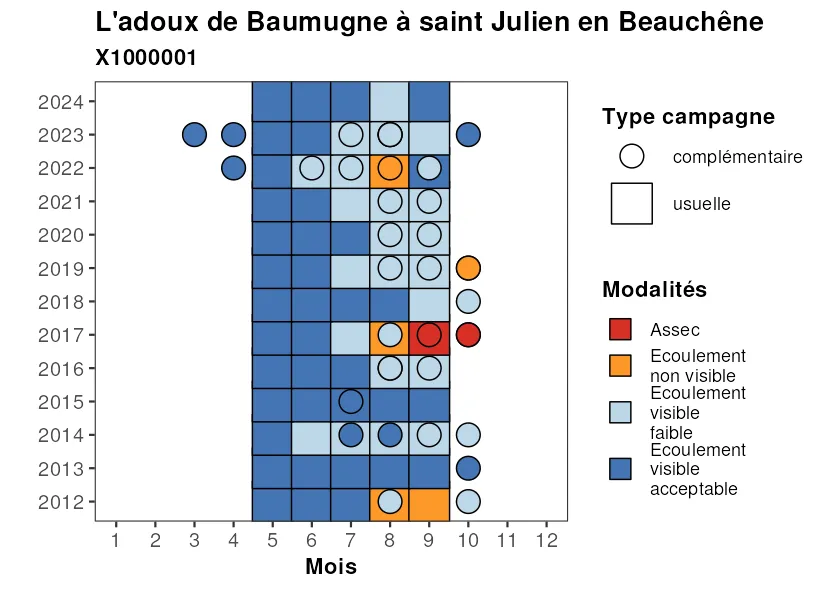 L'adoux de Baumugne à saint Julien en Beauchêne
X1000001
2024
2023
2022
2021
2020
2019
2018
2017
2016
2015
2014
2013
2012
1 2 3 4 5 6 7 8 9 10 11 12
Mois
Type campagne
complémentaire
usuelle
Modalités
Assec
Ecoulement
non visible
Ecoulement
visible
faible
Ecoulement
visible
acceptable